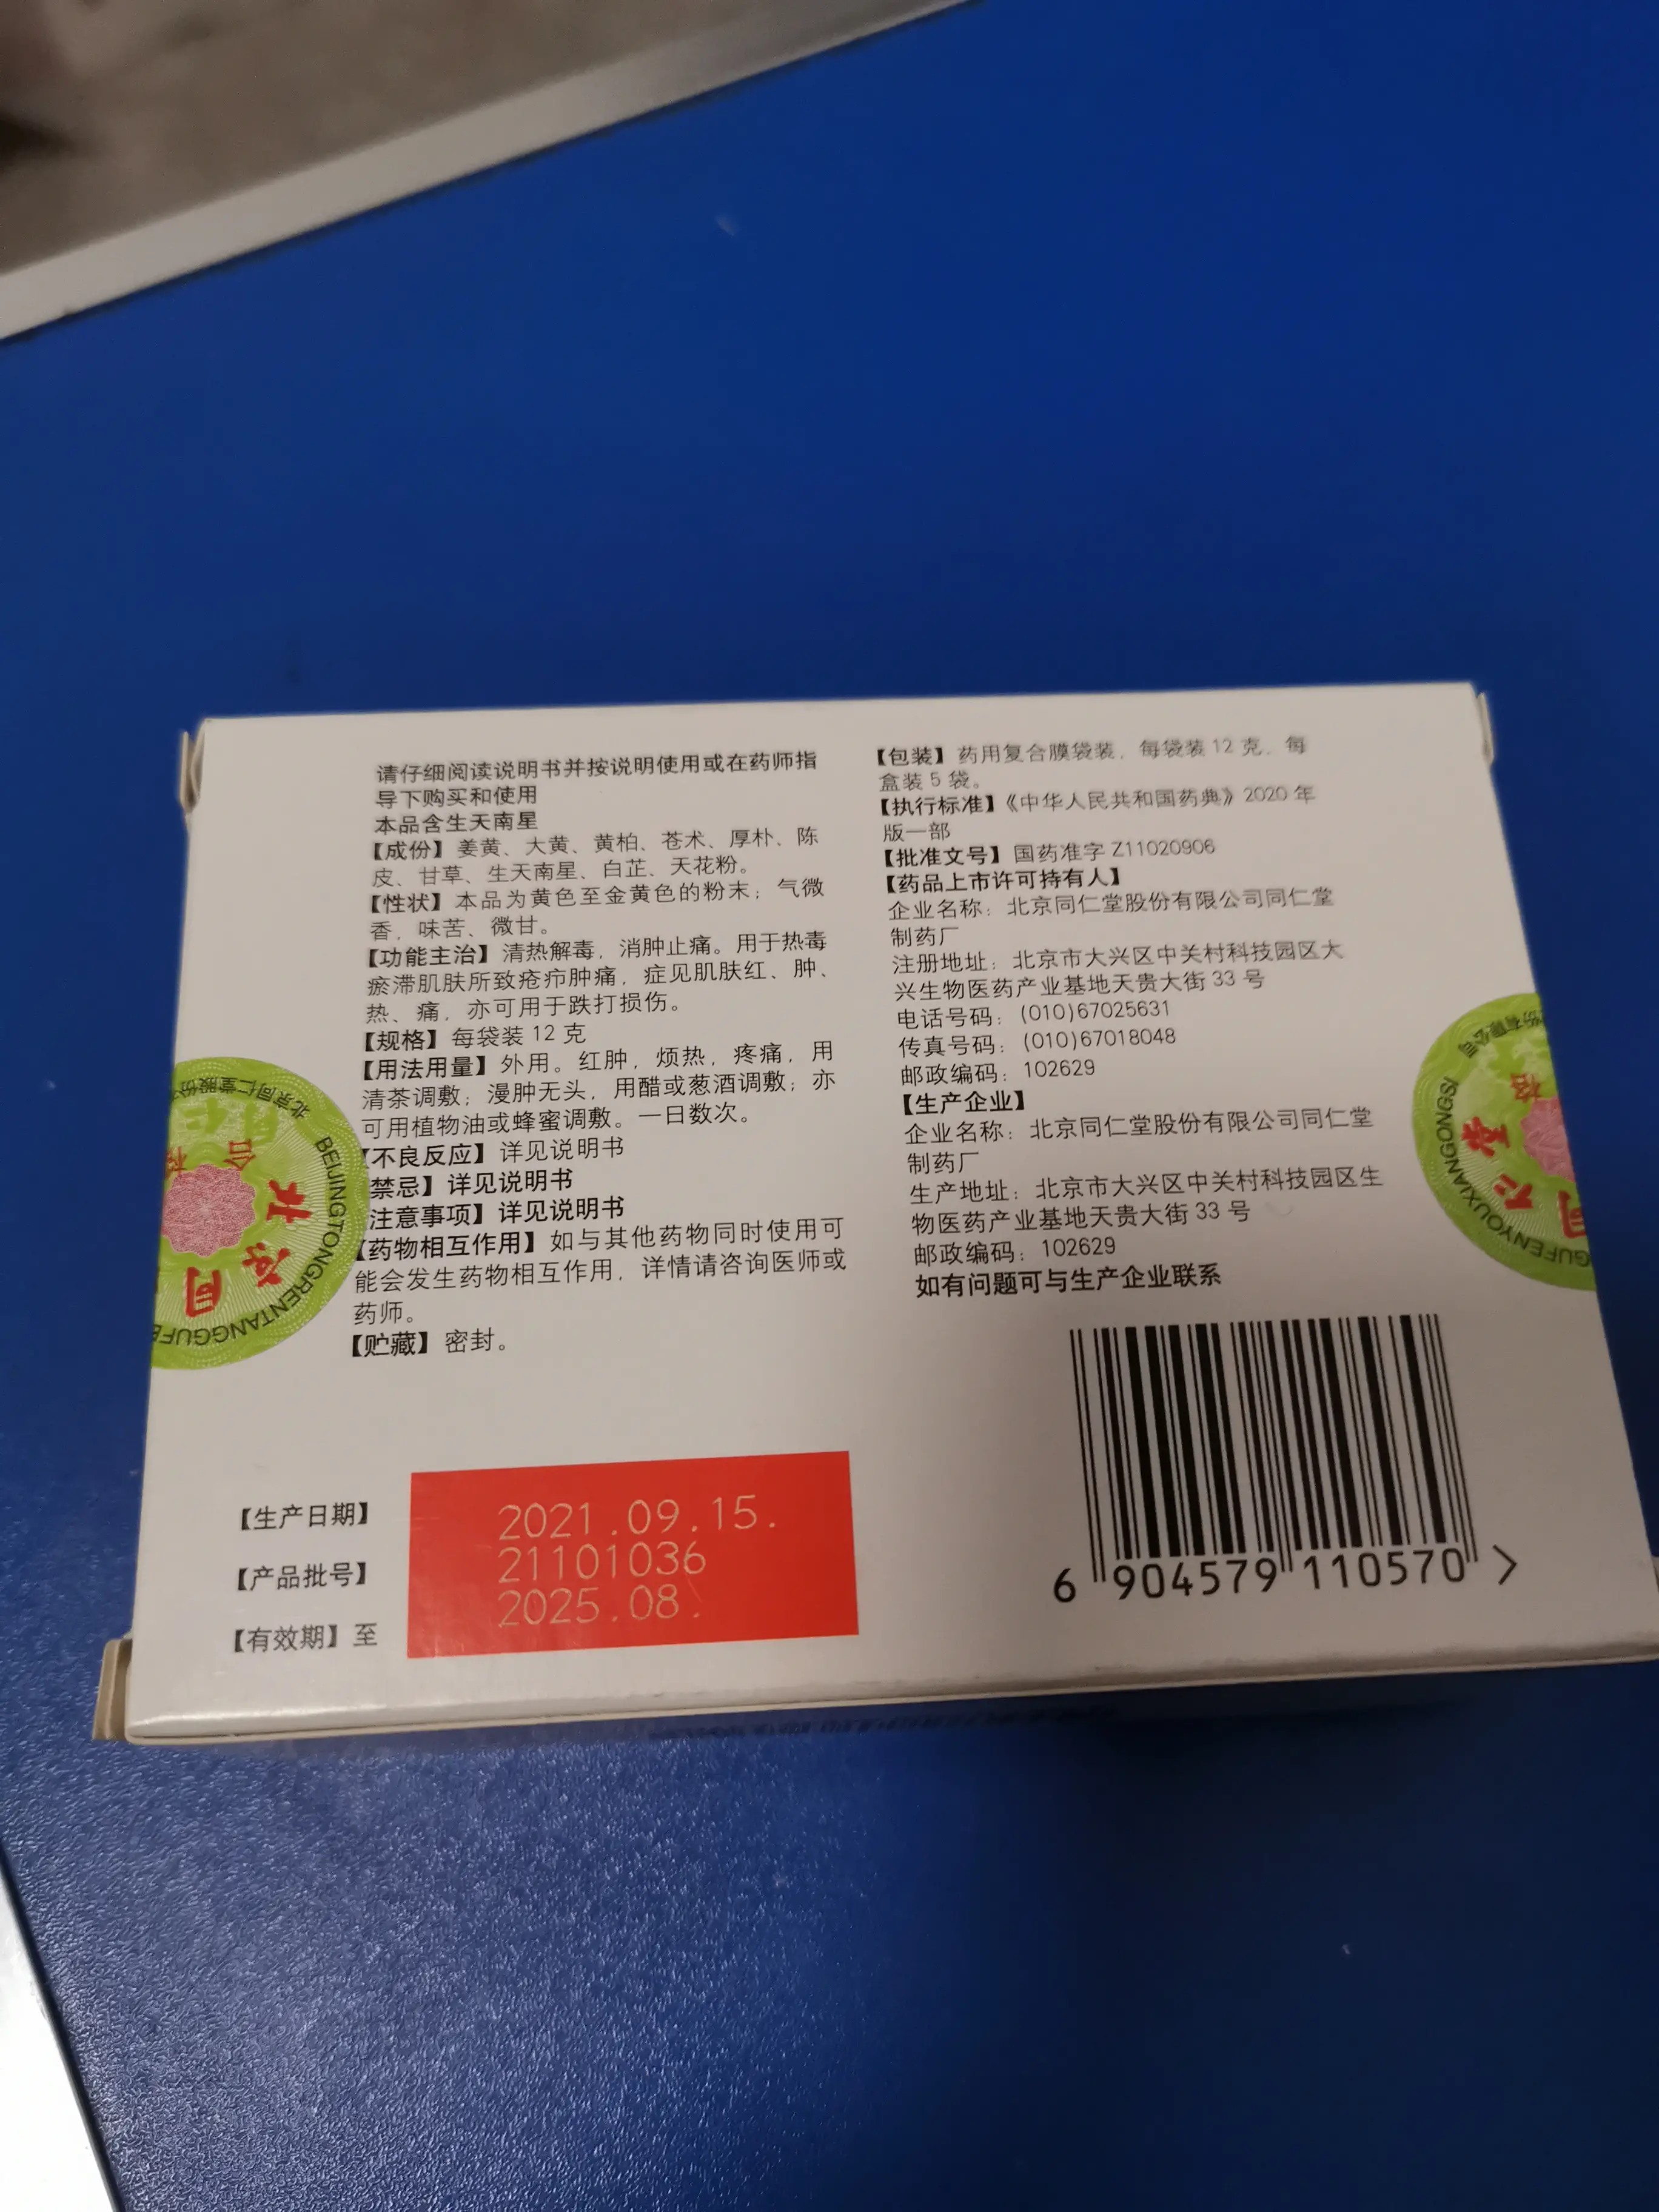 请仔细阅读说明书并按说明使用或在药师指
导下购买和使用
本品含生天南星
【成份】姜黄、大黄、黄柏、苍术、厚朴、陈
皮、甘草、生天南星、白芷、天花粉。
【性状】本品为黄色至金黄色的粉末；气微
香，味苦、微甘。
【功能主治】清热解毒，消肿止痛。用于热毒
瘀滞肌肤所致疮疖肿痛，症见肌肤红、肿、
热、痛，亦可用于跌打损伤。
【规格】每袋装 12 克
【用法用量】外用。红肿，烦热，疼痛，用
清茶调敷；漫肿无头，用醋或葱酒调敷；亦
可用植物油或蜂蜜调敷。一日数次。
【不良反应】详见说明书
禁忌】详见说明书
注意事项】详见说明书
【药物相互作用】如与其他药物同时使用可
能会发生药物相互作用，详情请咨询医师或
药师。
【贮藏】密封。
【包装】药用复合膜袋装，每袋装 12 克，每
盒装 5 袋。
【执行标准】《中华人民共和国药典》2020 年
版一部
【批准文号】国药准字 Z11020906
【药品上市许可持有人】
企业名称：北京同仁堂股份有限公司同仁堂
制药厂
注册地址：北京市大兴区中关村科技园区大
兴生物医药产业基地天贵大街 33 号
电话号码：(010)67025631
传真号码：(010)67018048
邮政编码：102629
【生产企业】
企业名称：北京同仁堂股份有限公司同仁堂
制药厂
生产地址：北京市大兴区中关村科技园区生
物医药产业基地天贵大街 33 号
邮政编码：102629
如有问题可与生产企业联系
【生产日期】 2021.09.15.
【产品批号】 21101036
【有效期】至 2025.08.
6 904579 110570 >
北京同仁堂股份
BEIJINGTONGRENTANGGUFE
合格
北京同
份有限公司
GUFENYOUXIANGONGSI
格
同仁堂